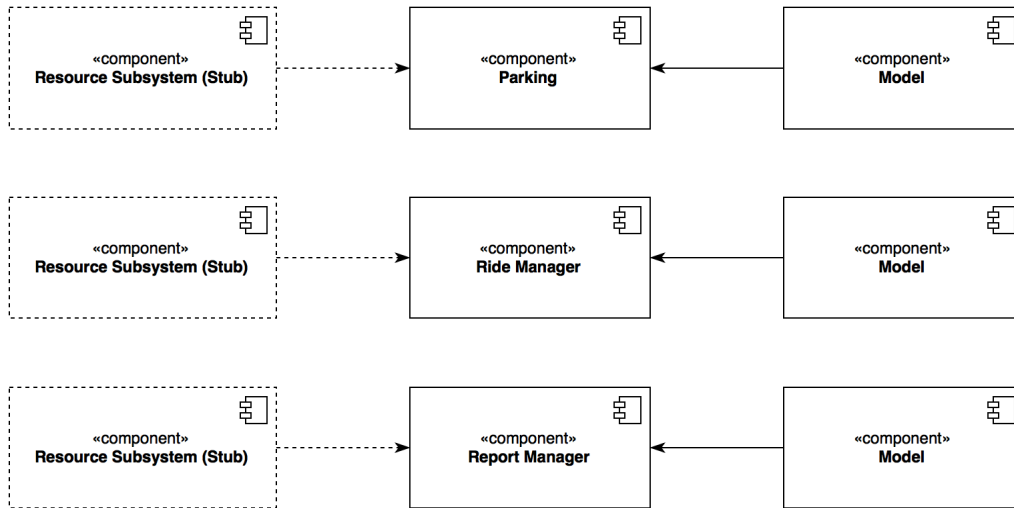 «component»
Resource Subsystem (Stub)
«component»
Parking
«component»
Model
«component»
Resource Subsystem (Stub)
«component»
Ride Manager
«component»
Model
«component»
Resource Subsystem (Stub)
«component»
Report Manager
«component»
Model